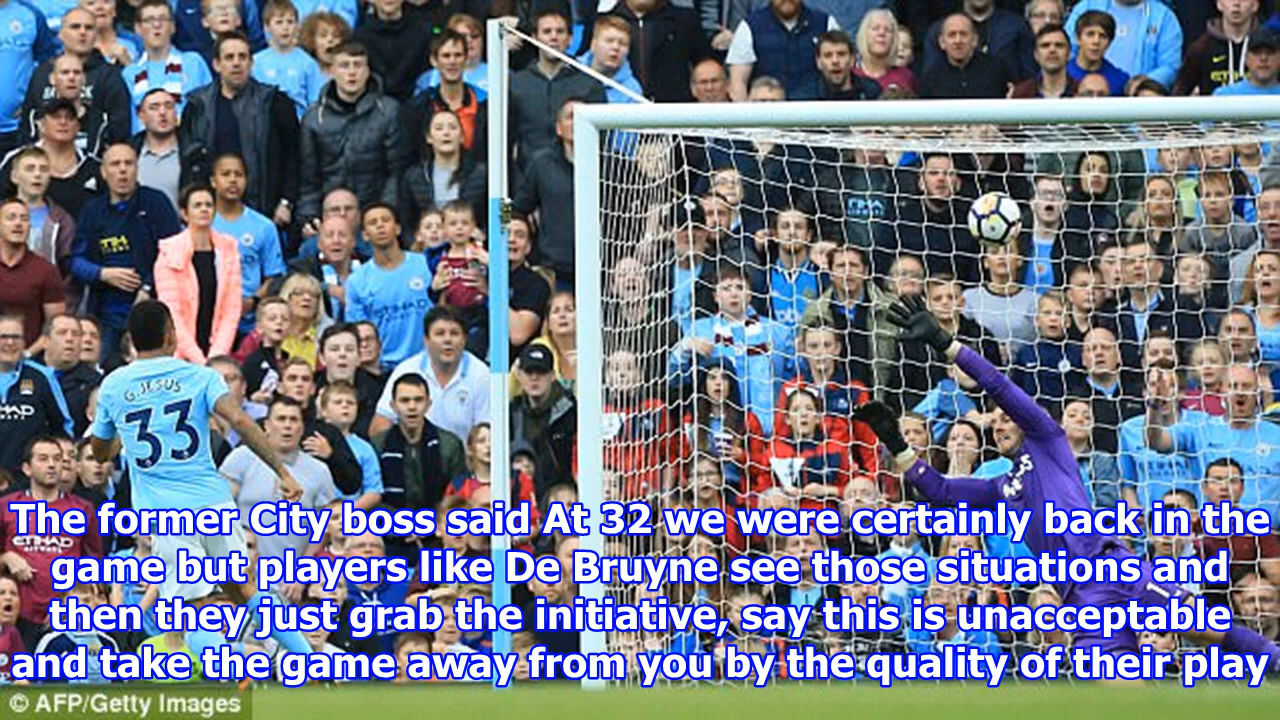 G. JESUS
33
ETIHAD
The former City boss said At 32 we were certainly back in the
game but players like De Bruyne see those situations and
then they just grab the initiative, say this is unacceptable
and take the game away from you by the quality of their play
© AFP/Getty Images